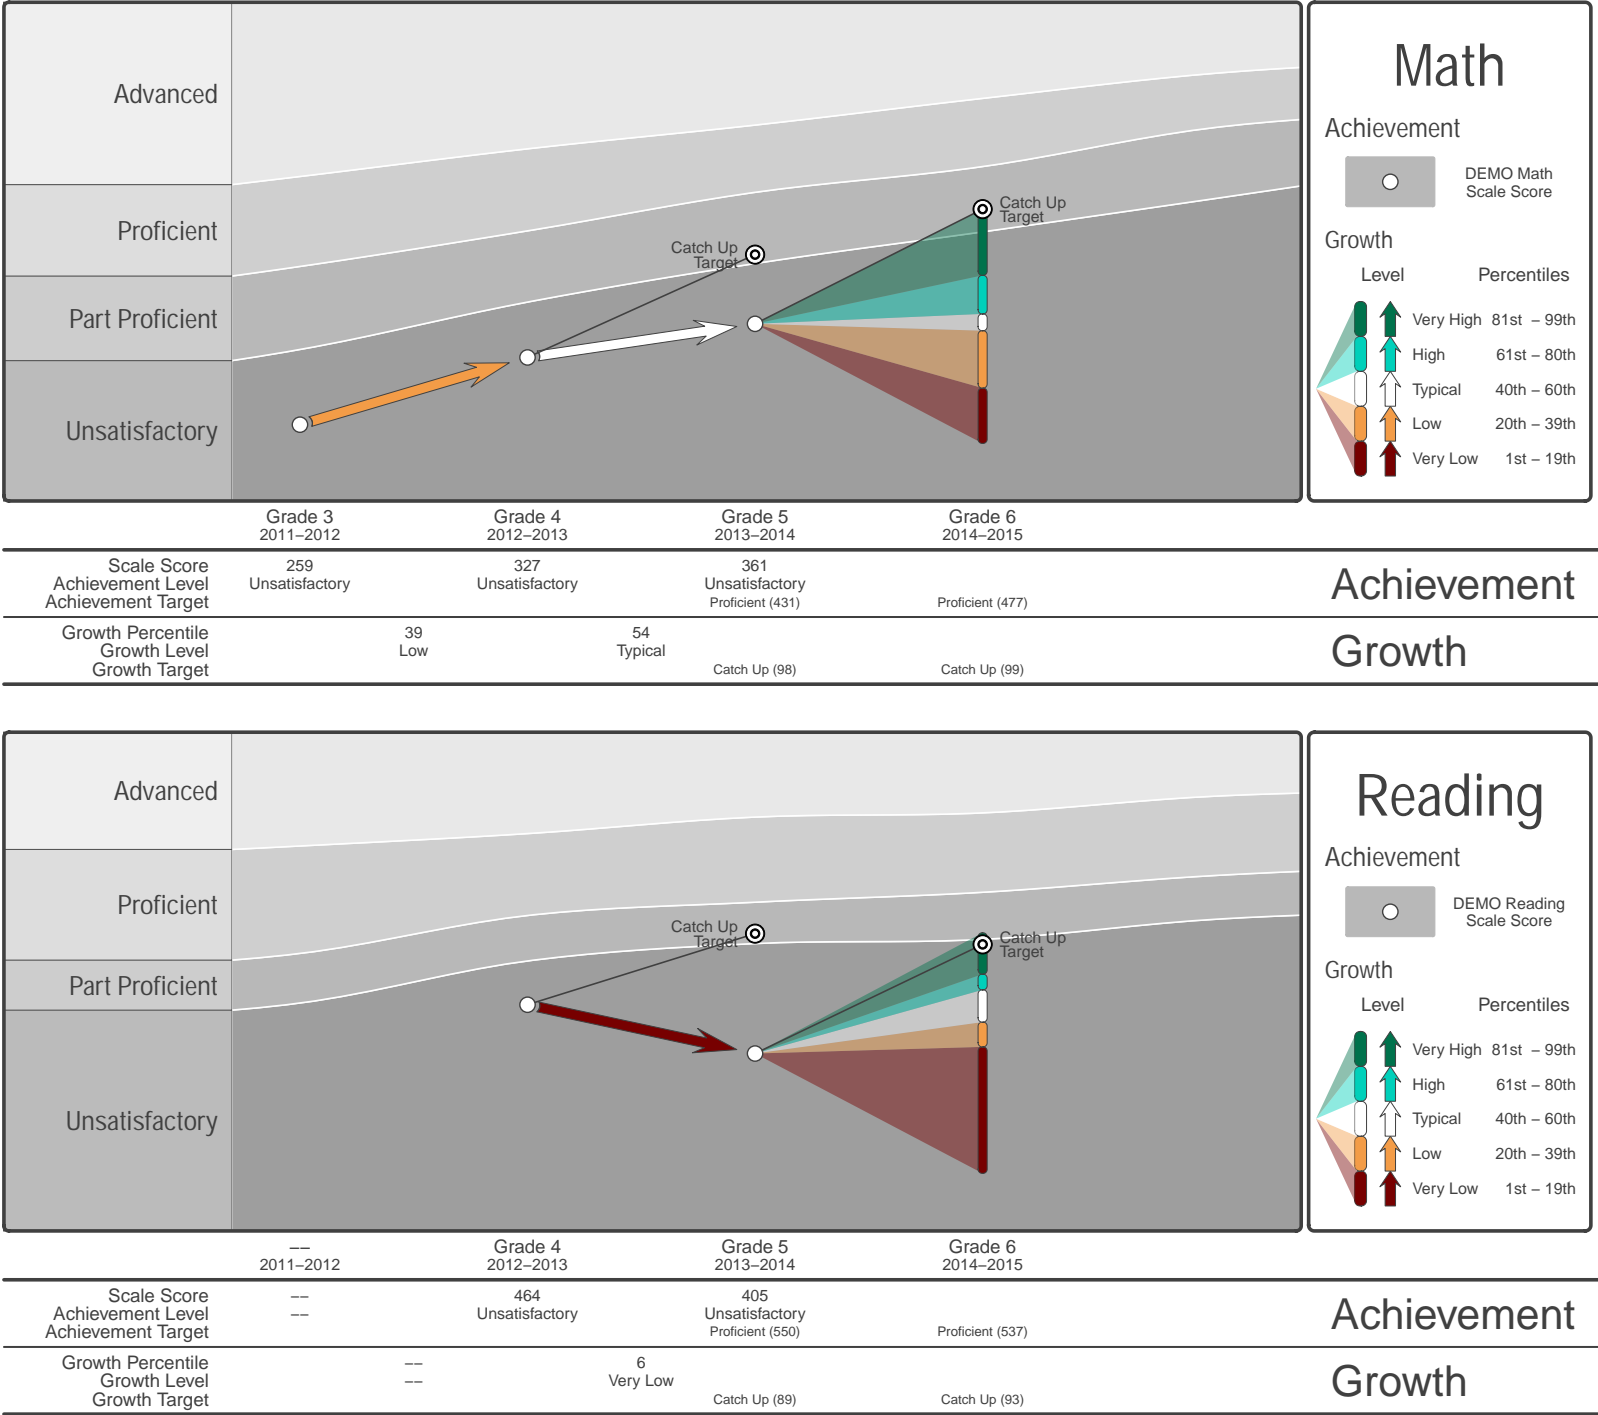 Advanced
Proficient
Part Proficient
Unsatisfactory
Catch Up
Target
Catch Up
Target
Math
Achievement
DEMO Math
Scale Score
Growth
Level Percentiles
Very High 81st – 99th
High 61st – 80th
Typical 40th – 60th
Low 20th – 39th
Very Low 1st – 19th
Grade 3 Grade 4 Grade 5 Grade 6
2011–2012 2012–2013 2013–2014 2014–2015
Scale Score 259 327 361
Achievement Level Unsatisfactory Unsatisfactory Unsatisfactory
Achievement Target Proficient (431) Proficient (477)
Achievement
Growth Percentile 39 54
Growth Level Low Typical
Growth Target Catch Up (98) Catch Up (99)
Growth
Advanced
Proficient
Part Proficient
Unsatisfactory
Catch Up
Target
Catch Up
Target
Reading
Achievement
DEMO Reading
Scale Score
Growth
Level Percentiles
Very High 81st – 99th
High 61st – 80th
Typical 40th – 60th
Low 20th – 39th
Very Low 1st – 19th
–– Grade 4 Grade 5 Grade 6
2011–2012 2012–2013 2013–2014 2014–2015
Scale Score –– 464 405
Achievement Level –– Unsatisfactory Unsatisfactory
Achievement Target Proficient (550) Proficient (537)
Achievement
Growth Percentile –– 6
Growth Level –– Very Low
Growth Target Catch Up (89) Catch Up (93)
Growth